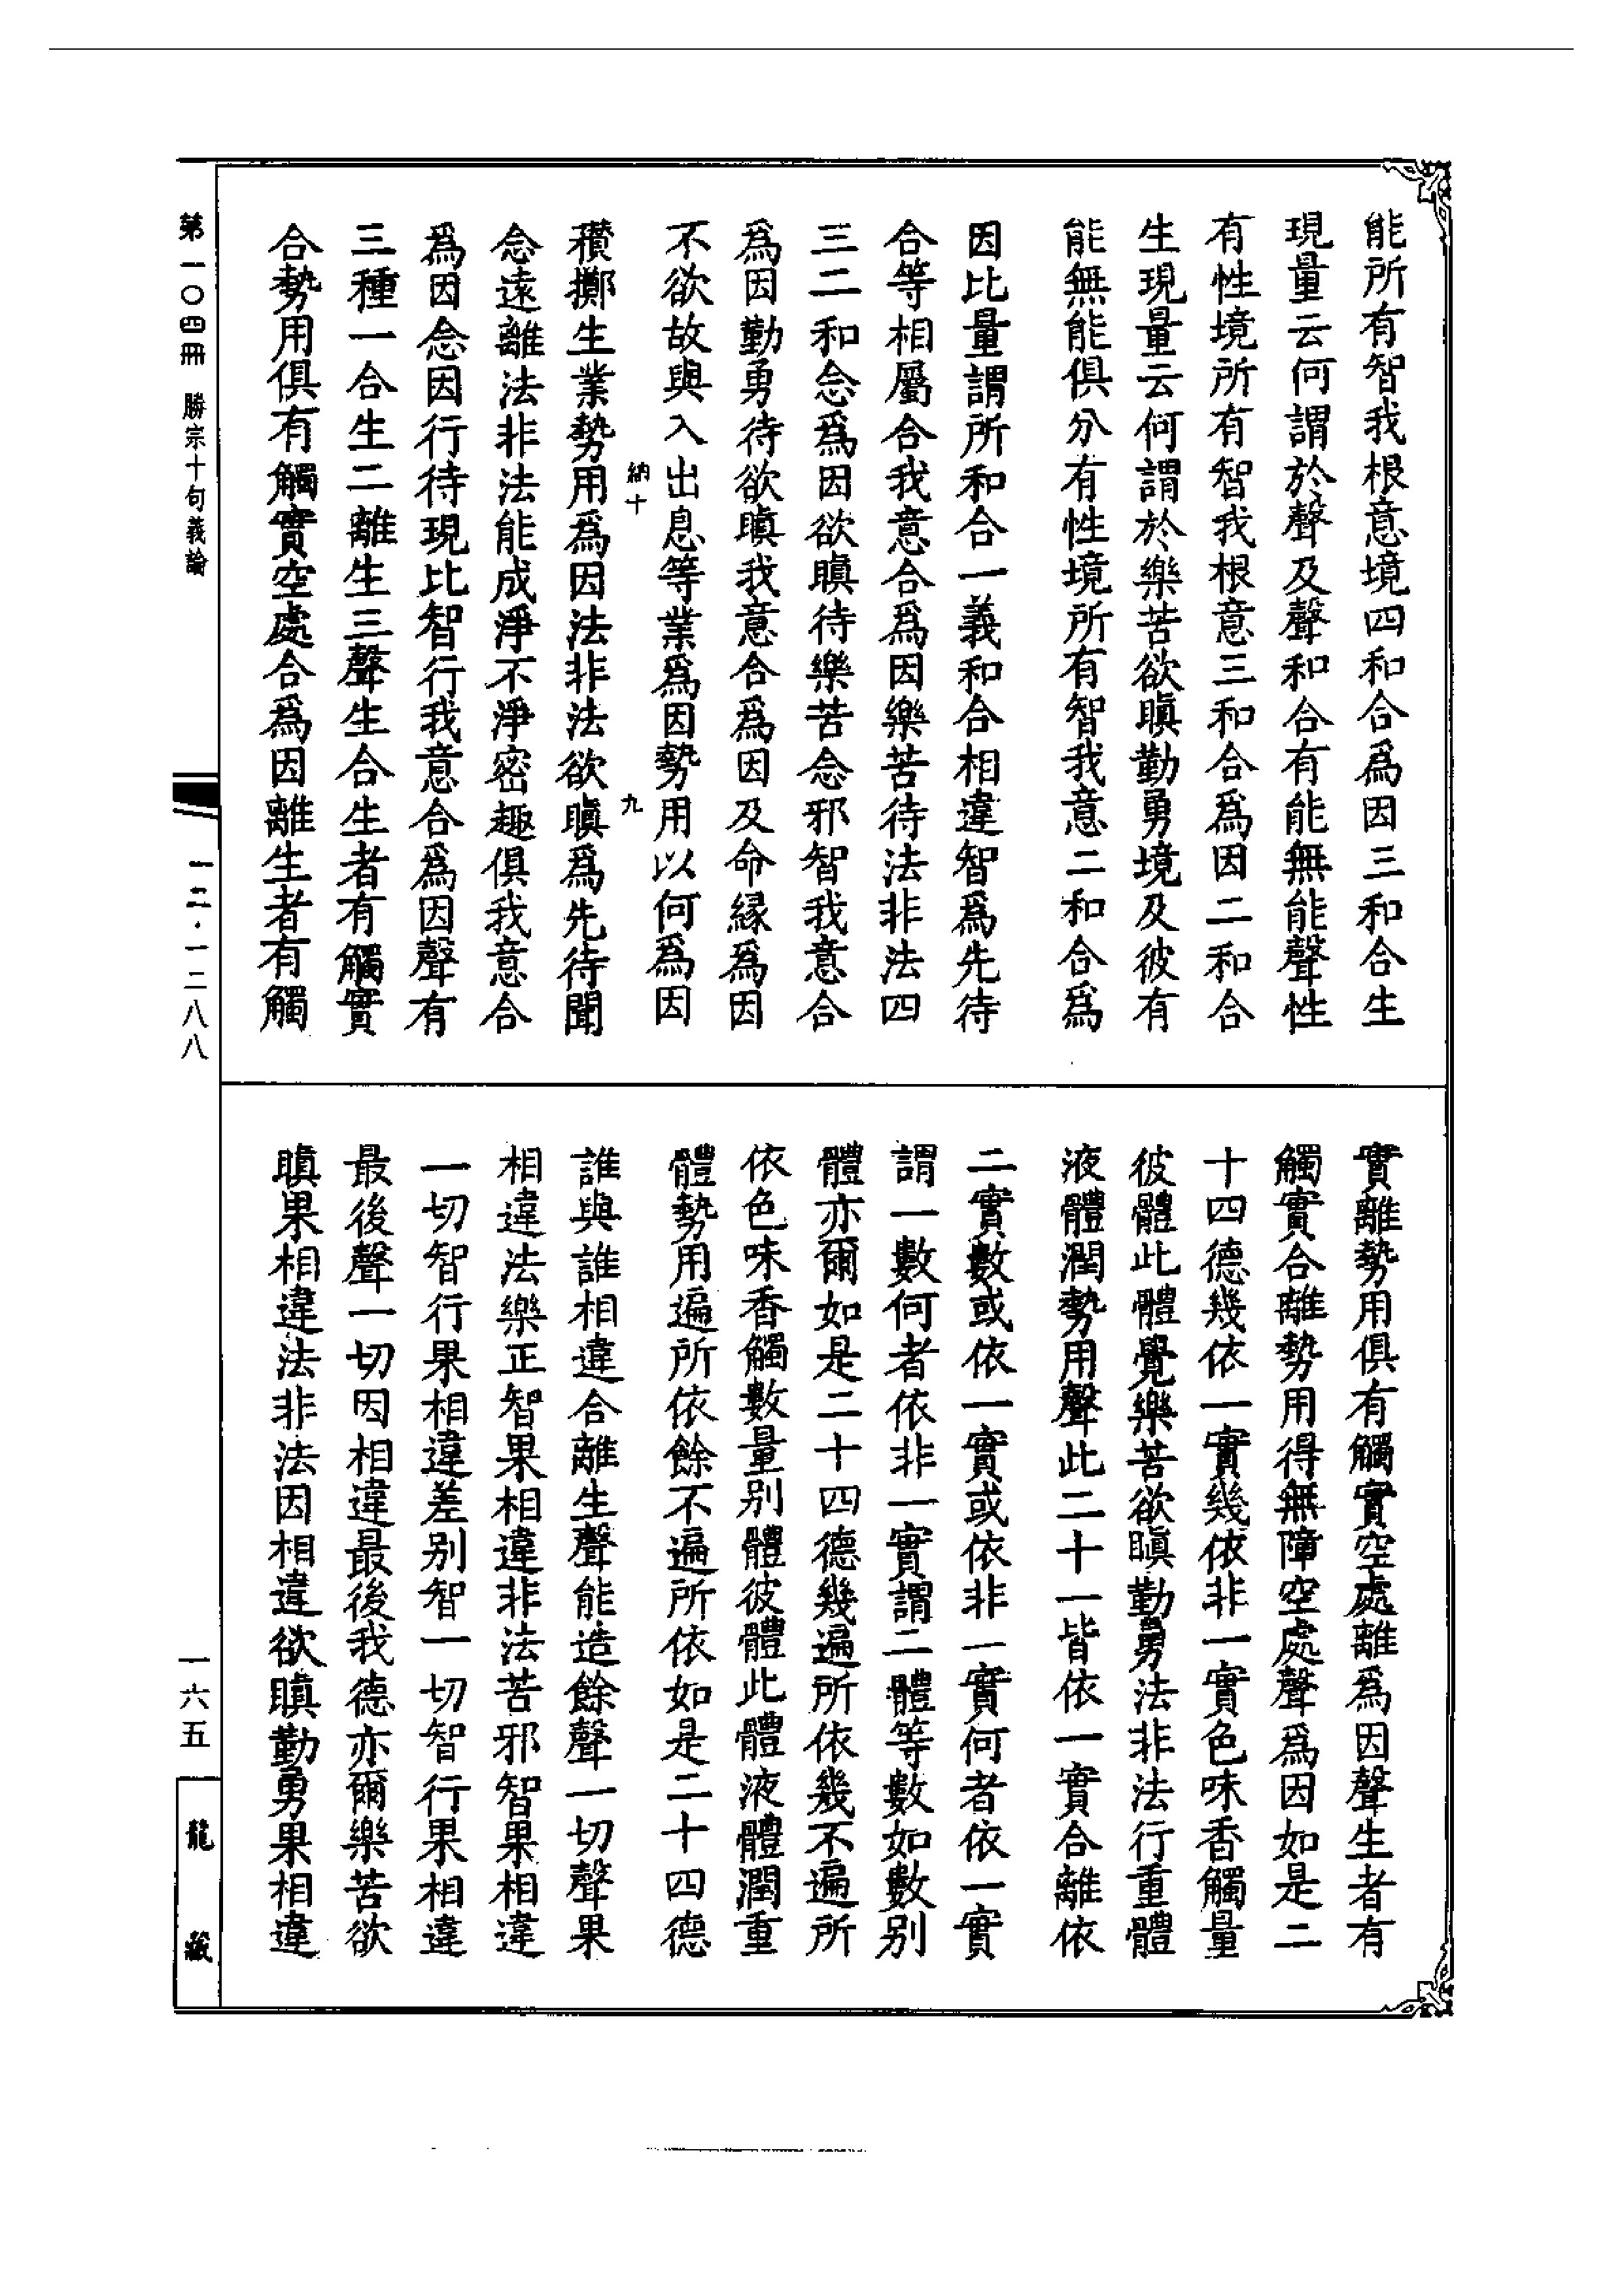 能所有智我根意境四和合爲因三和合生
現量云何謂於聲及聲和合有能無能聲性
有性境所有智我根意三和合爲因二和合
生現量云何謂於樂苦欲瞋勤勇境及彼有
能無能俱分有性境所有智我意二和合爲
因比量謂所和合一義和合相違智爲先待
合等相屬合我意合爲因樂苦待法非法四
三二和合爲因欲瞋待樂苦念邪智我意合
爲因勤勇待欲瞋我意合爲因及命緣爲因
不欲故與入出息等業爲因勢用以何爲因
納十
九
穳擲生業勢用爲因法非法欲瞋爲先待聞
念遠離法非法能成淨不淨密趣俱我意合
爲因念因行待現比智行我意合爲因聲有
三種一合生二離生三聲生合生者有觸實
合勢用俱有觸實空處合爲因離生者有觸
實離勢用俱有觸實空處離爲因聲生者有
觸實合離勢用得無障空處聲爲因如是二
十四德幾依一實幾依非一實色味香觸量
彼體此體覺樂苦欲瞋勤勇法非法行重體
液體潤勢用聲此二十一皆依一實合離依
二實數或依一實或依非一實何者依一實
謂一數何者依非一實謂二體等數如數別
體亦爾如是二十四德幾遍所依幾不遍所
依色味香觸數量別體彼體此體液體潤重
體勢用遍所依餘不遍所依如是二十四德
誰與誰相違合離生聲能造餘聲一切聲果
相違法樂正智果相違非法苦邪智果相違
一切智行果相違差別智一切智行果相違
最後聲一切因相違最後我德亦爾樂苦欲
瞋果相違法非法因相違欲瞋勤勇果相違
第一〇四冊 勝宗十句義論
一二·一二八八
一六五
龍藏